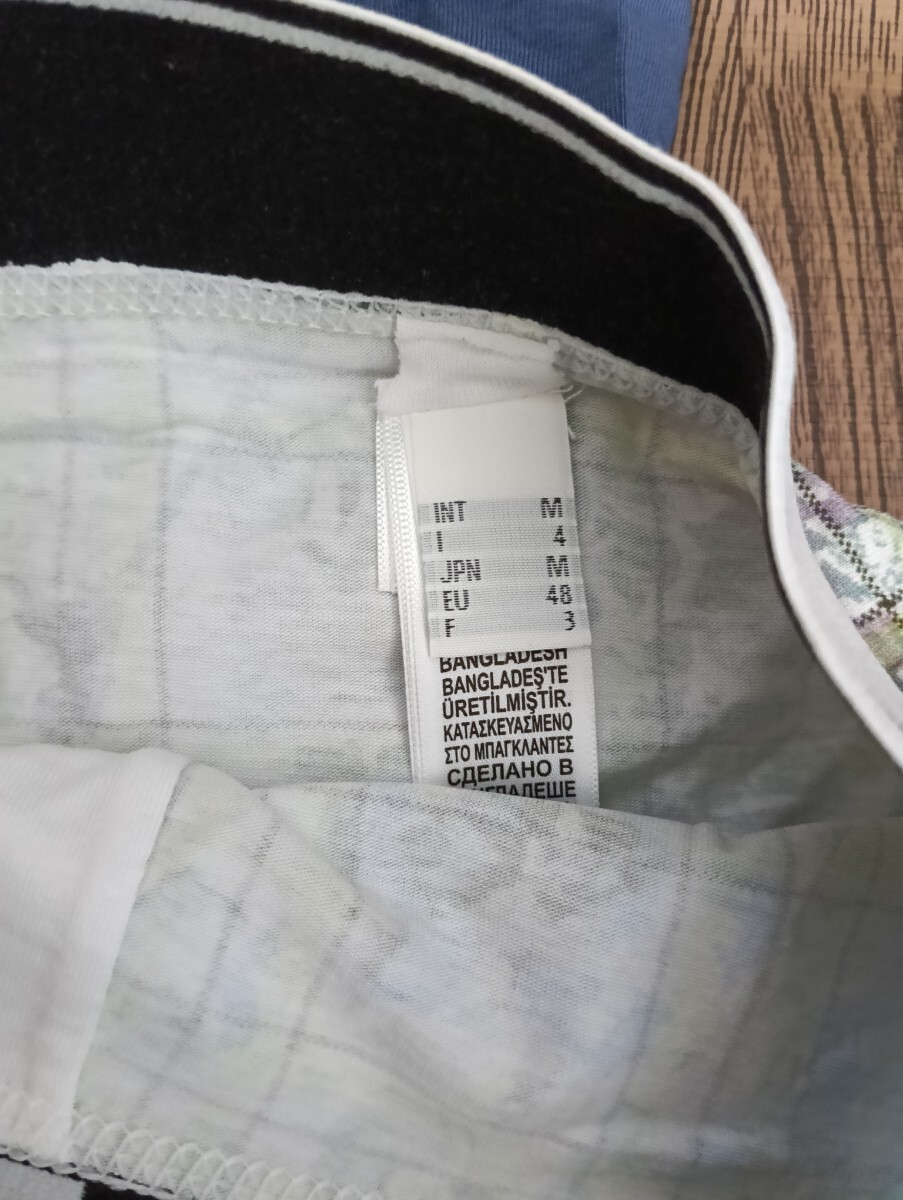 INT M
I 4
JPN M
EU 48
F 3
BANGLADESH
BANGLADEŞ'TE
ÜRETİLMİŞTİR.
ΚΑΤΑΣΚΕΥΑΣΜΕΝΟ
ΣΤΟ ΜΠΑΓΚΛΑΝΤΕΣ
СДЕЛАНО В